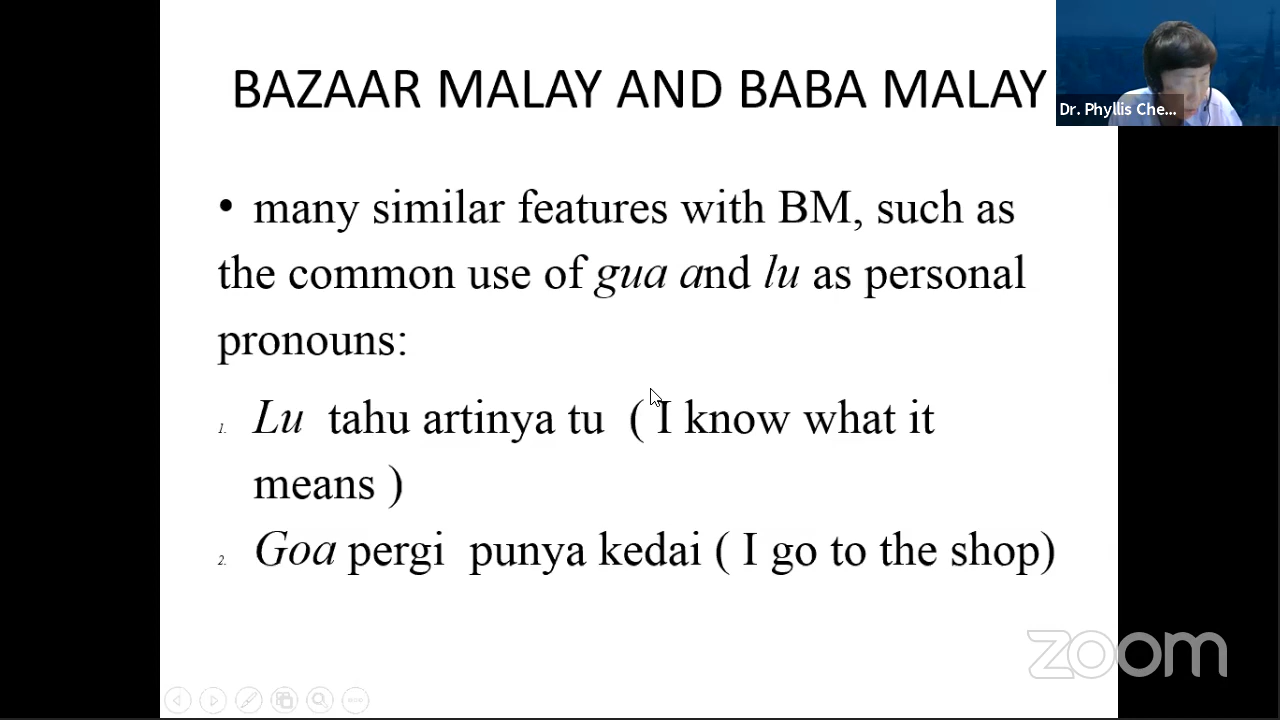 BAZAAR MALAY AND BABA MALAY
Dr. Phyllis Che...
• many similar features with BM, such as
the common use of gua and lu as personal
pronouns:
1. Lu tahu artinya tu ( I know what it
means )
2. Goa pergi punya kedai ( I go to the shop)
zoom